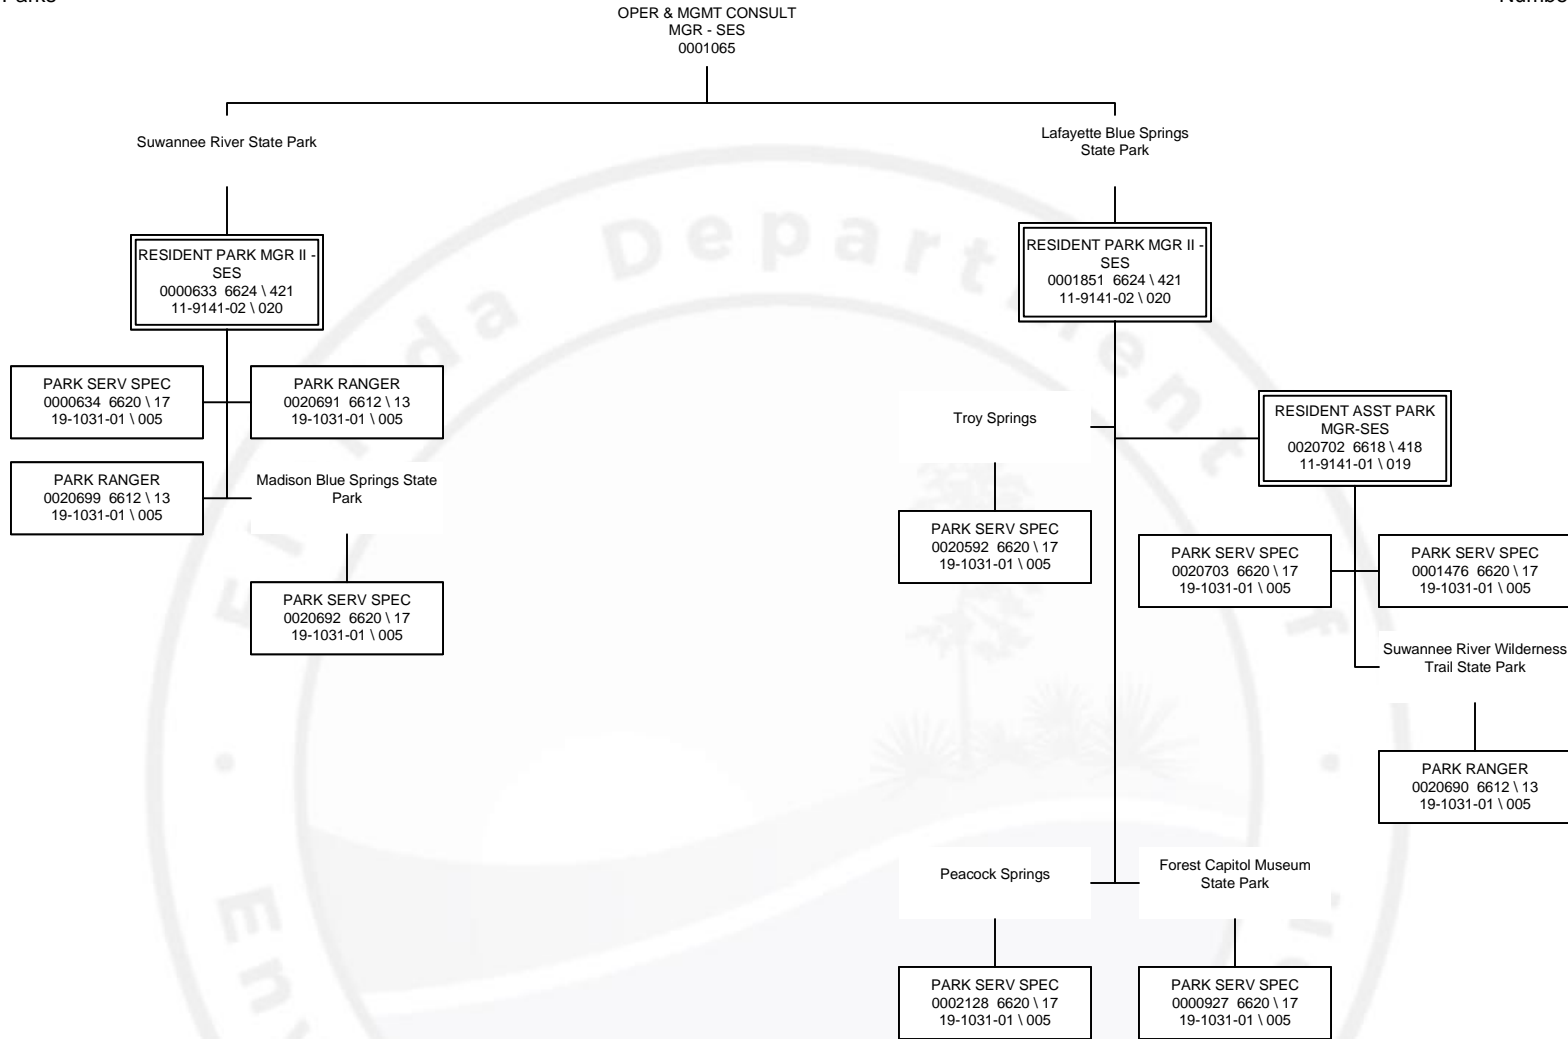 Parks
OPER & MGMT CONSULT
MGR - SES
0001065
Suwannee River State Park
Lafayette Blue Springs
State Park
RESIDENT PARK MGR II -
SES
0000633 6624 \ 421
11-9141-02 \ 020
RESIDENT PARK MGR II -
SES
0001851 6624 \ 421
11-9141-02 \ 020
PARK SERV SPEC
0000634 6620 \ 17
19-1031-01 \ 005
PARK RANGER
0020691 6612 \ 13
19-1031-01 \ 005
PARK RANGER
0020699 6612 \ 13
19-1031-01 \ 005
Madison Blue Springs State
Park
PARK SERV SPEC
0020692 6620 \ 17
19-1031-01 \ 005
Troy Springs
PARK SERV SPEC
0020592 6620 \ 17
19-1031-01 \ 005
RESIDENT ASST PARK
MGR-SES
0020702 6618 \ 418
11-9141-01 \ 019
PARK SERV SPEC
0020703 6620 \ 17
19-1031-01 \ 005
PARK SERV SPEC
0001476 6620 \ 17
19-1031-01 \ 005
Suwannee River Wilderness
Trail State Park
PARK RANGER
0020690 6612 \ 13
19-1031-01 \ 005
Peacock Springs
Forest Capitol Museum
State Park
PARK SERV SPEC
0002128 6620 \ 17
19-1031-01 \ 005
PARK SERV SPEC
0000927 6620 \ 17
19-1031-01 \ 005
Department of